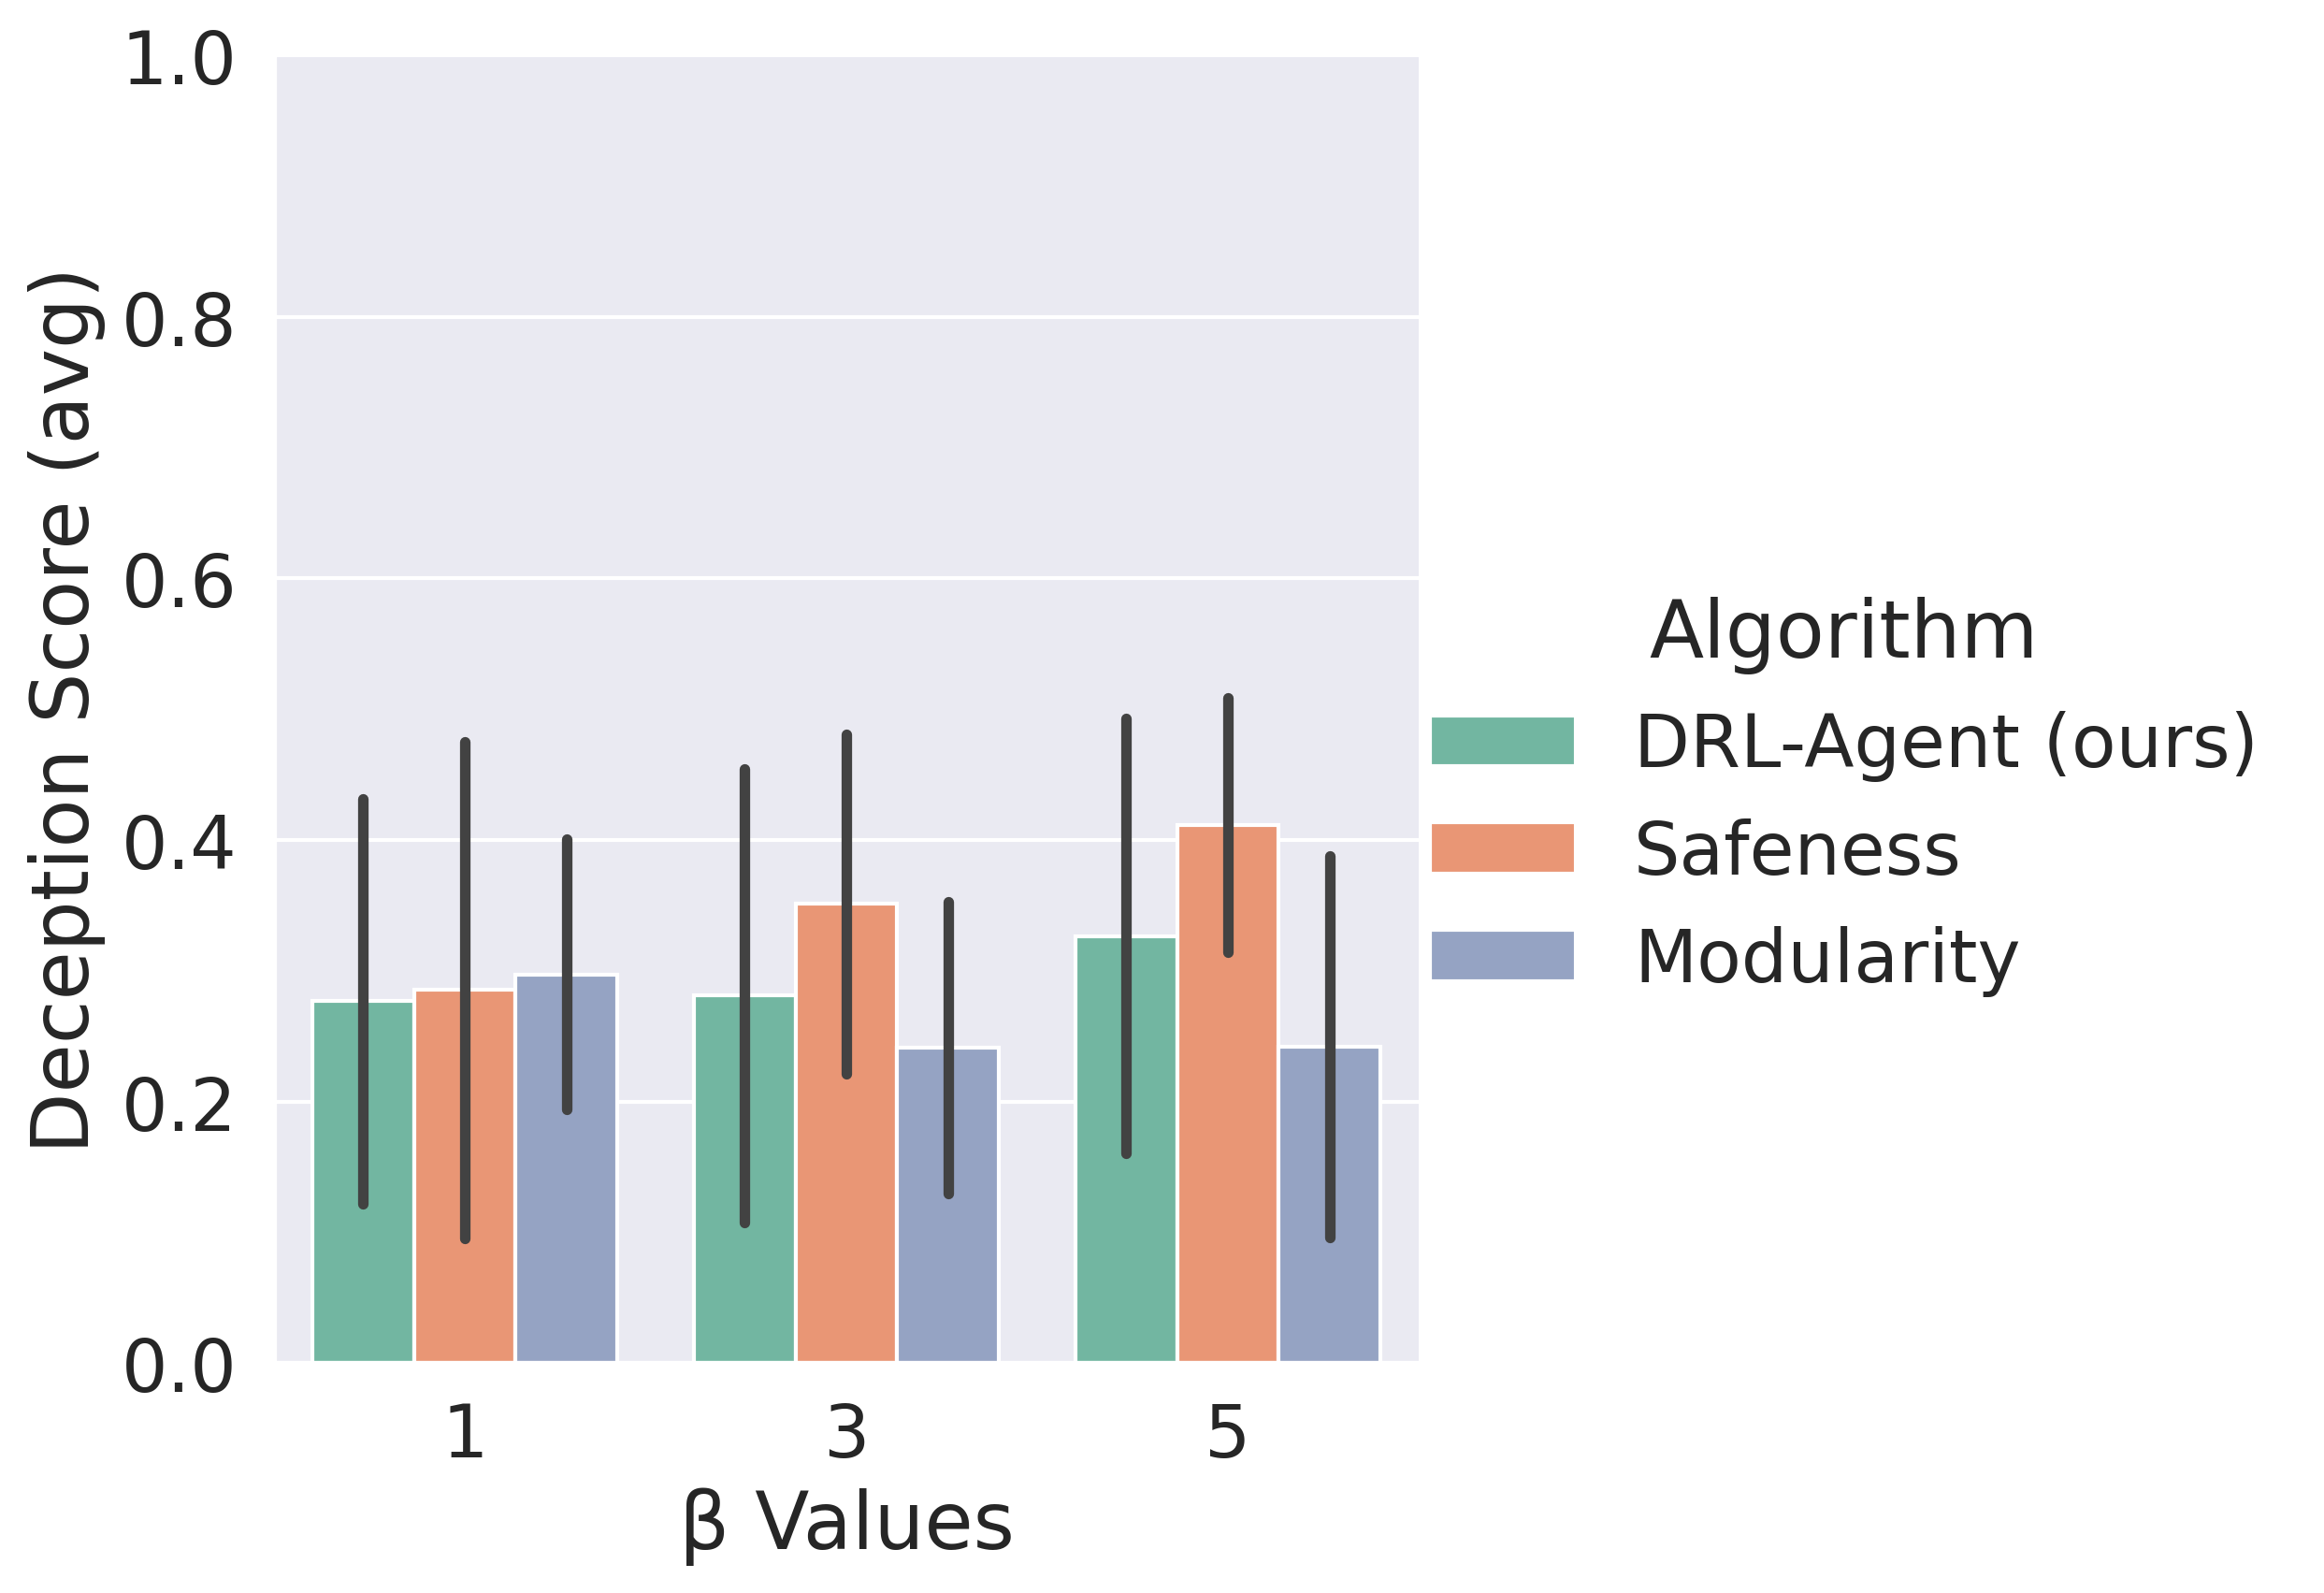 Deception Score (avg)
1.0
0.8
0.6
0.4
0.2
0.0
1 3 5
β Values
Algorithm
DRL-Agent (ours)
Safeness
Modularity